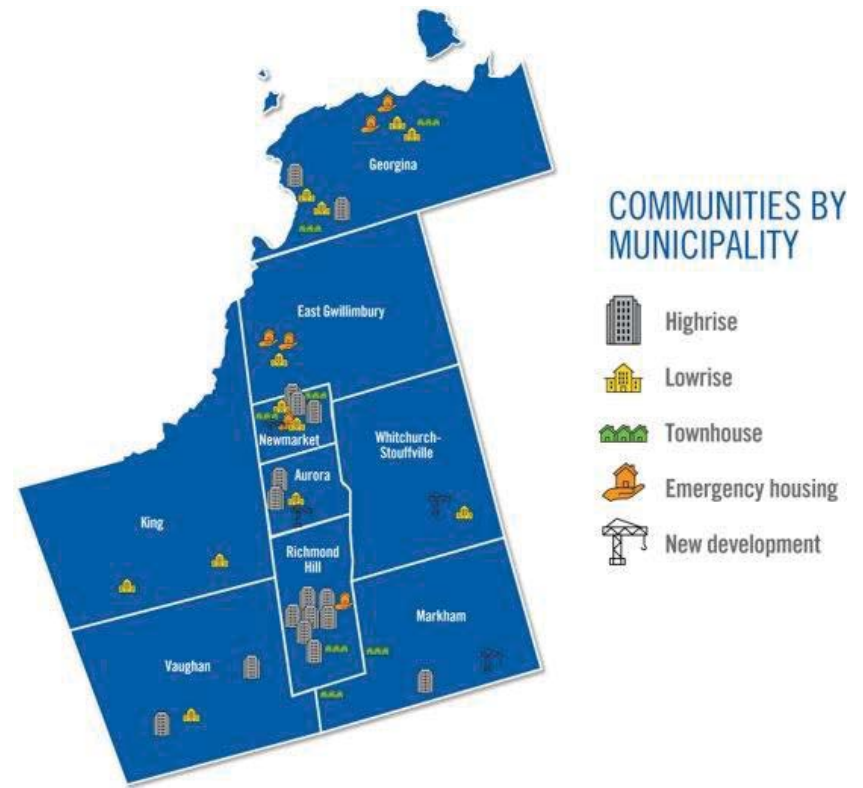 Georgina
COMMUNITIES BY
MUNICIPALITY
East Gwillimbury
Highrise
Lowrise
Newmarket
Whitchurch-
Stouffville
Townhouse
Aurora
Emergency housing
King
New development
Richmond
Hill
Markham
Vaughan